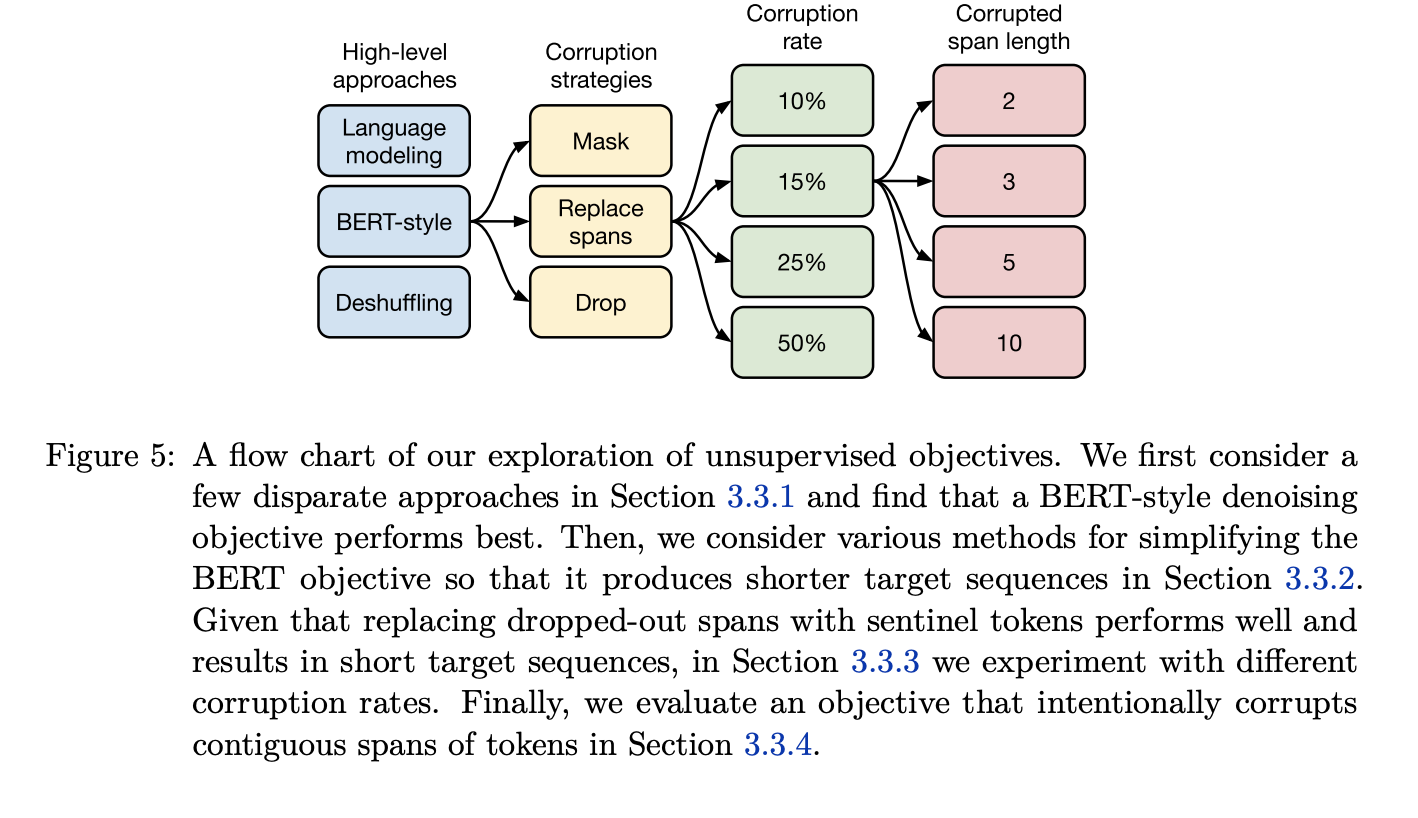 High-level
approaches
Language
modeling
BERT-style
Deshuffling
Corruption
strategies
Mask
Replace
spans
Drop
Corruption
rate
10%
15%
25%
50%
Corrupted
span length
2
3
5
10
Figure 5: A flow chart of our exploration of unsupervised objectives. We first consider a
few disparate approaches in Section 3.3.1 and find that a BERT-style denoising
objective performs best. Then, we consider various methods for simplifying the
BERT objective so that it produces shorter target sequences in Section 3.3.2.
Given that replacing dropped-out spans with sentinel tokens performs well and
results in short target sequences, in Section 3.3.3 we experiment with different
corruption rates. Finally, we evaluate an objective that intentionally corrupts
contiguous spans of tokens in Section 3.3.4.